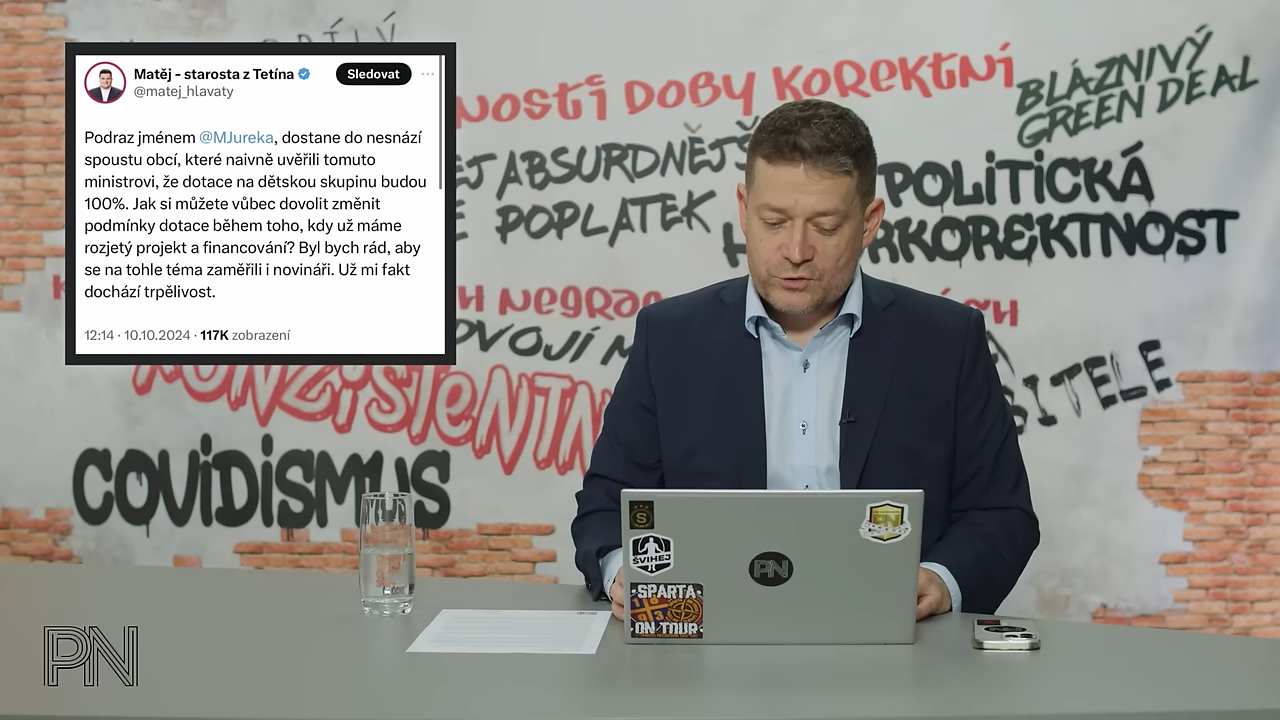 Matěj - starosta z Tetína
Sledovat
@matej_hlavaty
Podraz jménem @MJureka, dostane do nesnází
spoustu obcí, které naivně uvěřili tomuto
ministrovi, že dotace na dětskou skupinu budou
100%. Jak si můžete vůbec dovolit změnit
podmínky dotace během toho, kdy už máme
rozjetý projekt a financování? Byl bych rád, aby
se na tohle téma zaměřili i novináři. Už mi fakt
dochází trpělivost.
12:14 · 10.10.2024 · 117K zobrazení
DOBY KOREKTNÍ
BLÁZNIVÝ
GREEN DEAL
ABSURDNĚJŠ
POPLATEK
POLITICKÁ
RKOREKTNOST
COVIDISMUS
S
ŠVIHEJ
SPARTA
ON TOUR
PN
PN
PN